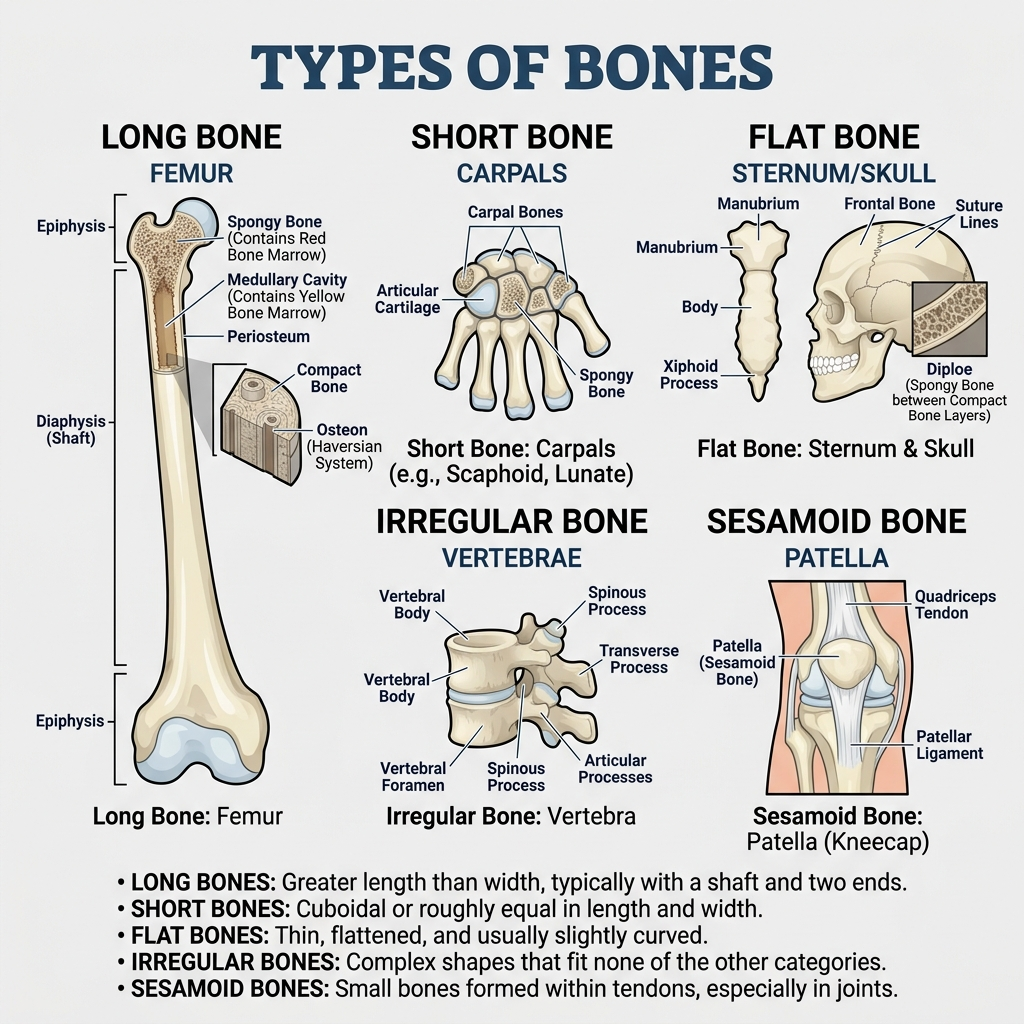 TYPES OF BONES
LONG BONE
FEMUR
Epiphysis
Spongy Bone
(Contains Red
Bone Marrow)
Medullary Cavity
(Contains Yellow
Bone Marrow)
Periosteum
Compact
Bone
Diaphysis
(Shaft)
Osteon
(Haversian
System)
Epiphysis
Long Bone: Femur
SHORT BONE
CARPALS
Carpal Bones
Articular
Cartilage
Spongy
Bone
Short Bone: Carpals
(e.g., Scaphoid, Lunate)
FLAT BONE
STERNUM/SKULL
Manubrium
Frontal Bone
Suture
Lines
Manubrium
Body
Xiphoid
Process
Diploe
(Spongy Bone
between Compact
Bone Layers)
Flat Bone: Sternum & Skull
IRREGULAR BONE
VERTEBRAE
Vertebral
Body
Spinous
Process
Transverse
Process
Vertebral
Body
Vertebral
Foramen
Spinous
Process
Articular
Processes
Irregular Bone: Vertebra
SESAMOID BONE
PATELLA
Quadriceps
Tendon
Patella
(Sesamoid
Bone)
Patellar
Ligament
Sesamoid Bone:
Patella (Kneecap)
• LONG BONES: Greater length than width, typically with a shaft and two ends.
• SHORT BONES: Cuboidal or roughly equal in length and width.
• FLAT BONES: Thin, flattened, and usually slightly curved.
• IRREGULAR BONES: Complex shapes that fit none of the other categories.
• SESAMOID BONES: Small bones formed within tendons, especially in joints.